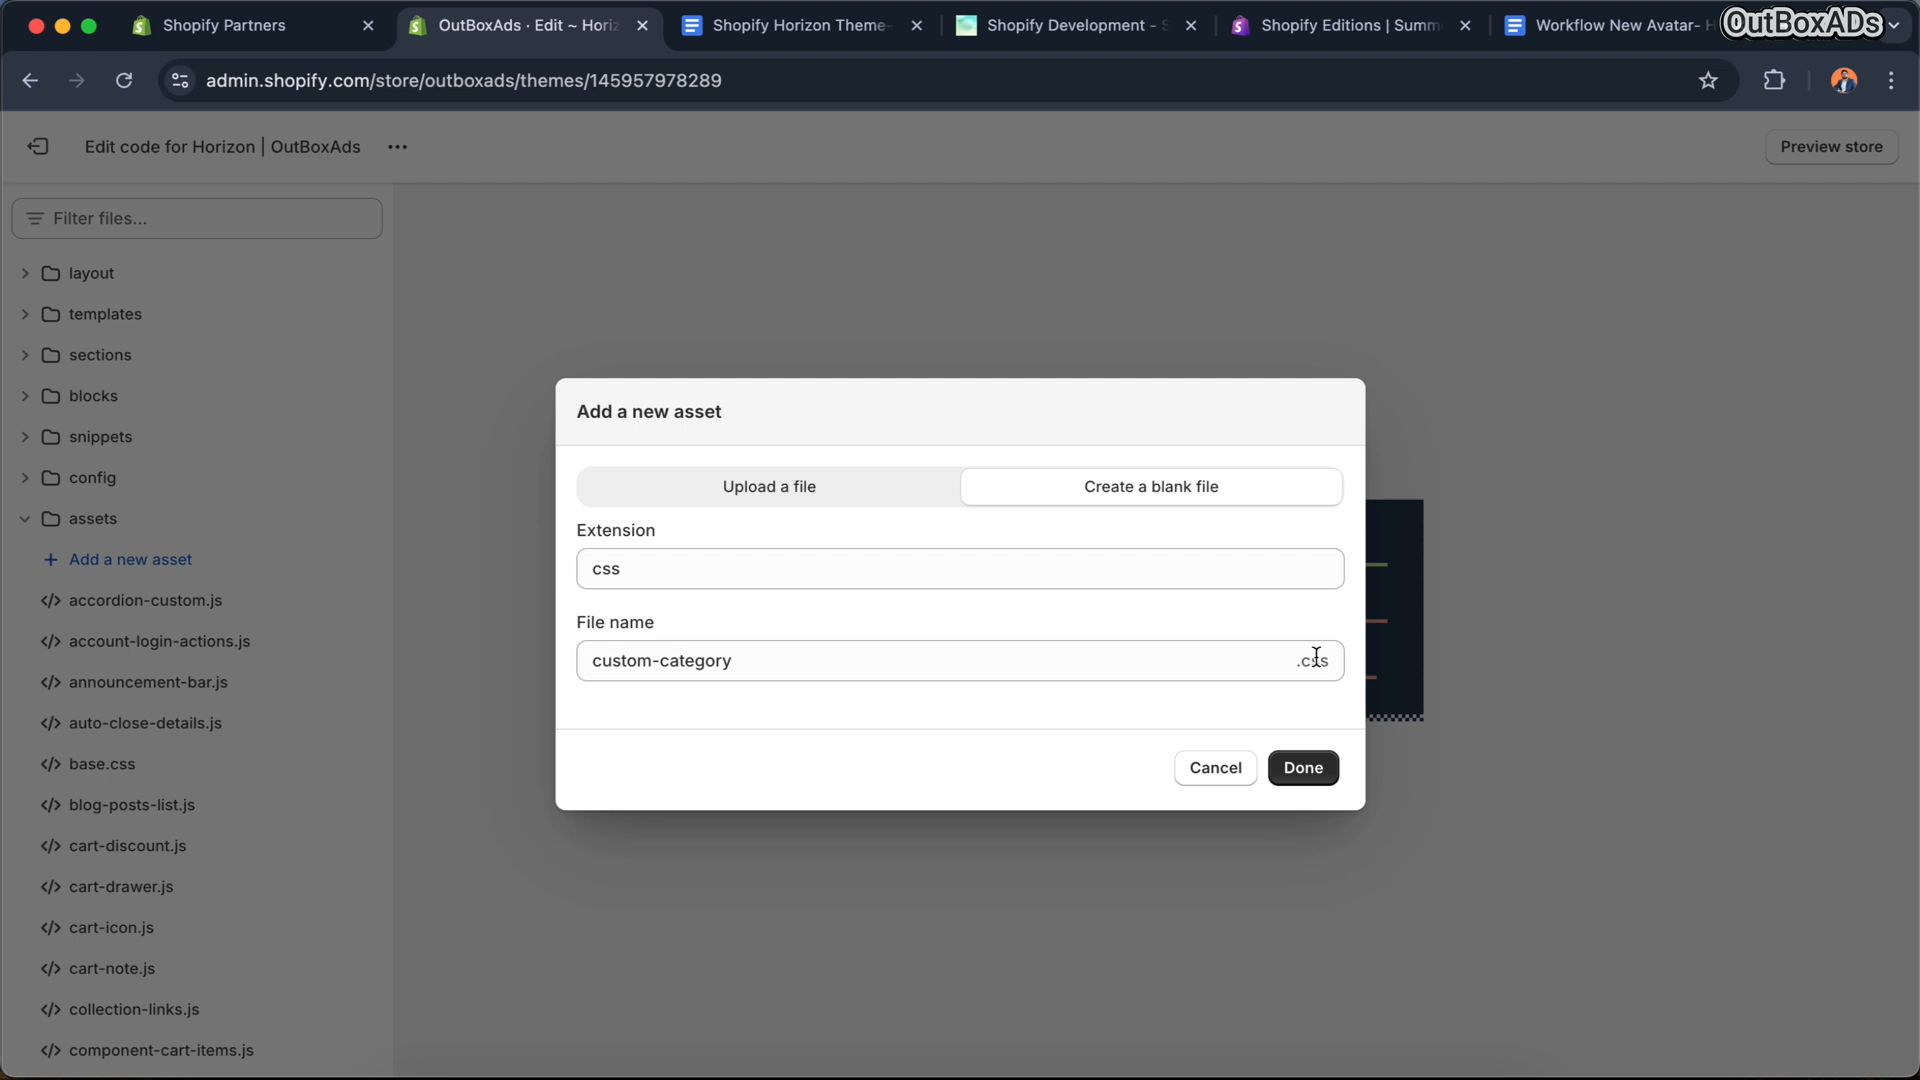 Shopify Partners
OutBoxAds · Edit ~ Horiz
Shopify Horizon Theme-
Shopify Development - S
Shopify Editions | Summ
Workflow New Avatar- H
OutBoxADs
admin.shopify.com/store/outboxads/themes/145957978289
Edit code for Horizon | OutBoxAds
Preview store
Filter files...
layout
templates
sections
blocks
snippets
config
assets
Add a new asset
accordion-custom.js
account-login-actions.js
announcement-bar.js
auto-close-details.js
base.css
blog-posts-list.js
cart-discount.js
cart-drawer.js
cart-icon.js
cart-note.js
collection-links.js
component-cart-items.js
Add a new asset
Upload a file
Create a blank file
Extension
css
File name
custom-category
.css
Cancel
Done